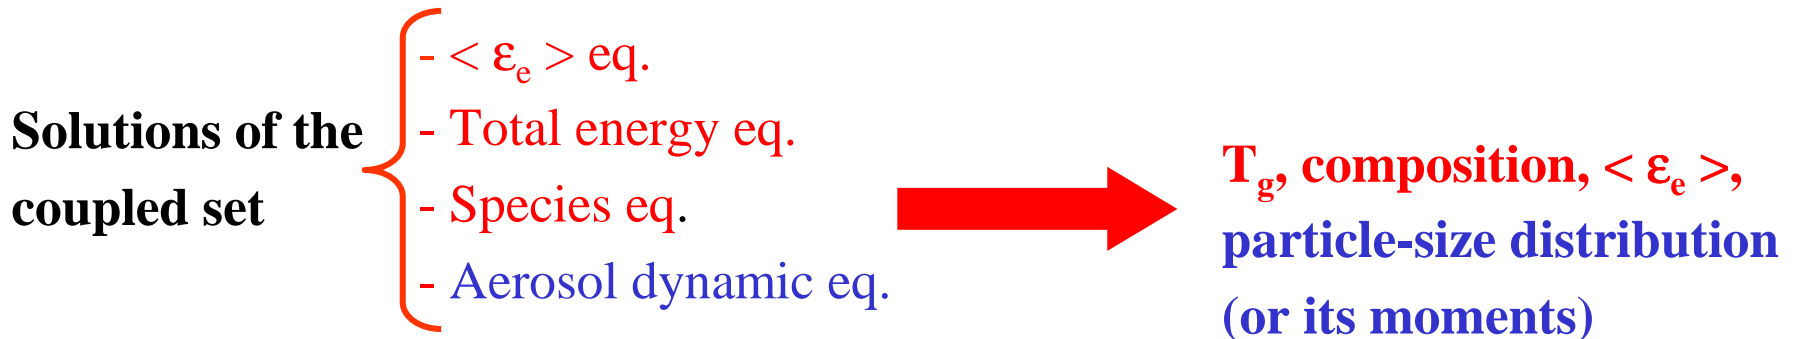 Solutions of the
coupled set
- < εe > eq.
- Total energy eq.
- Species eq.
- Aerosol dynamic eq.
Tg, composition, < εe >,
particle-size distribution
(or its moments)